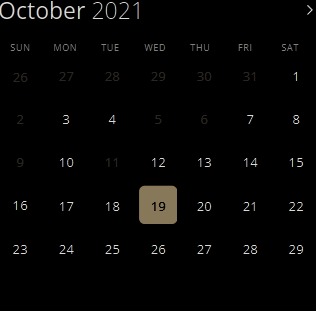 October 2021
SUN MON TUE WED THU FRI SAT
26 27 28 29 30 31 1
2 3 4 5 6 7 8
9 10 11 12 13 14 15
16 17 18 19 20 21 22
23 24 25 26 27 28 29